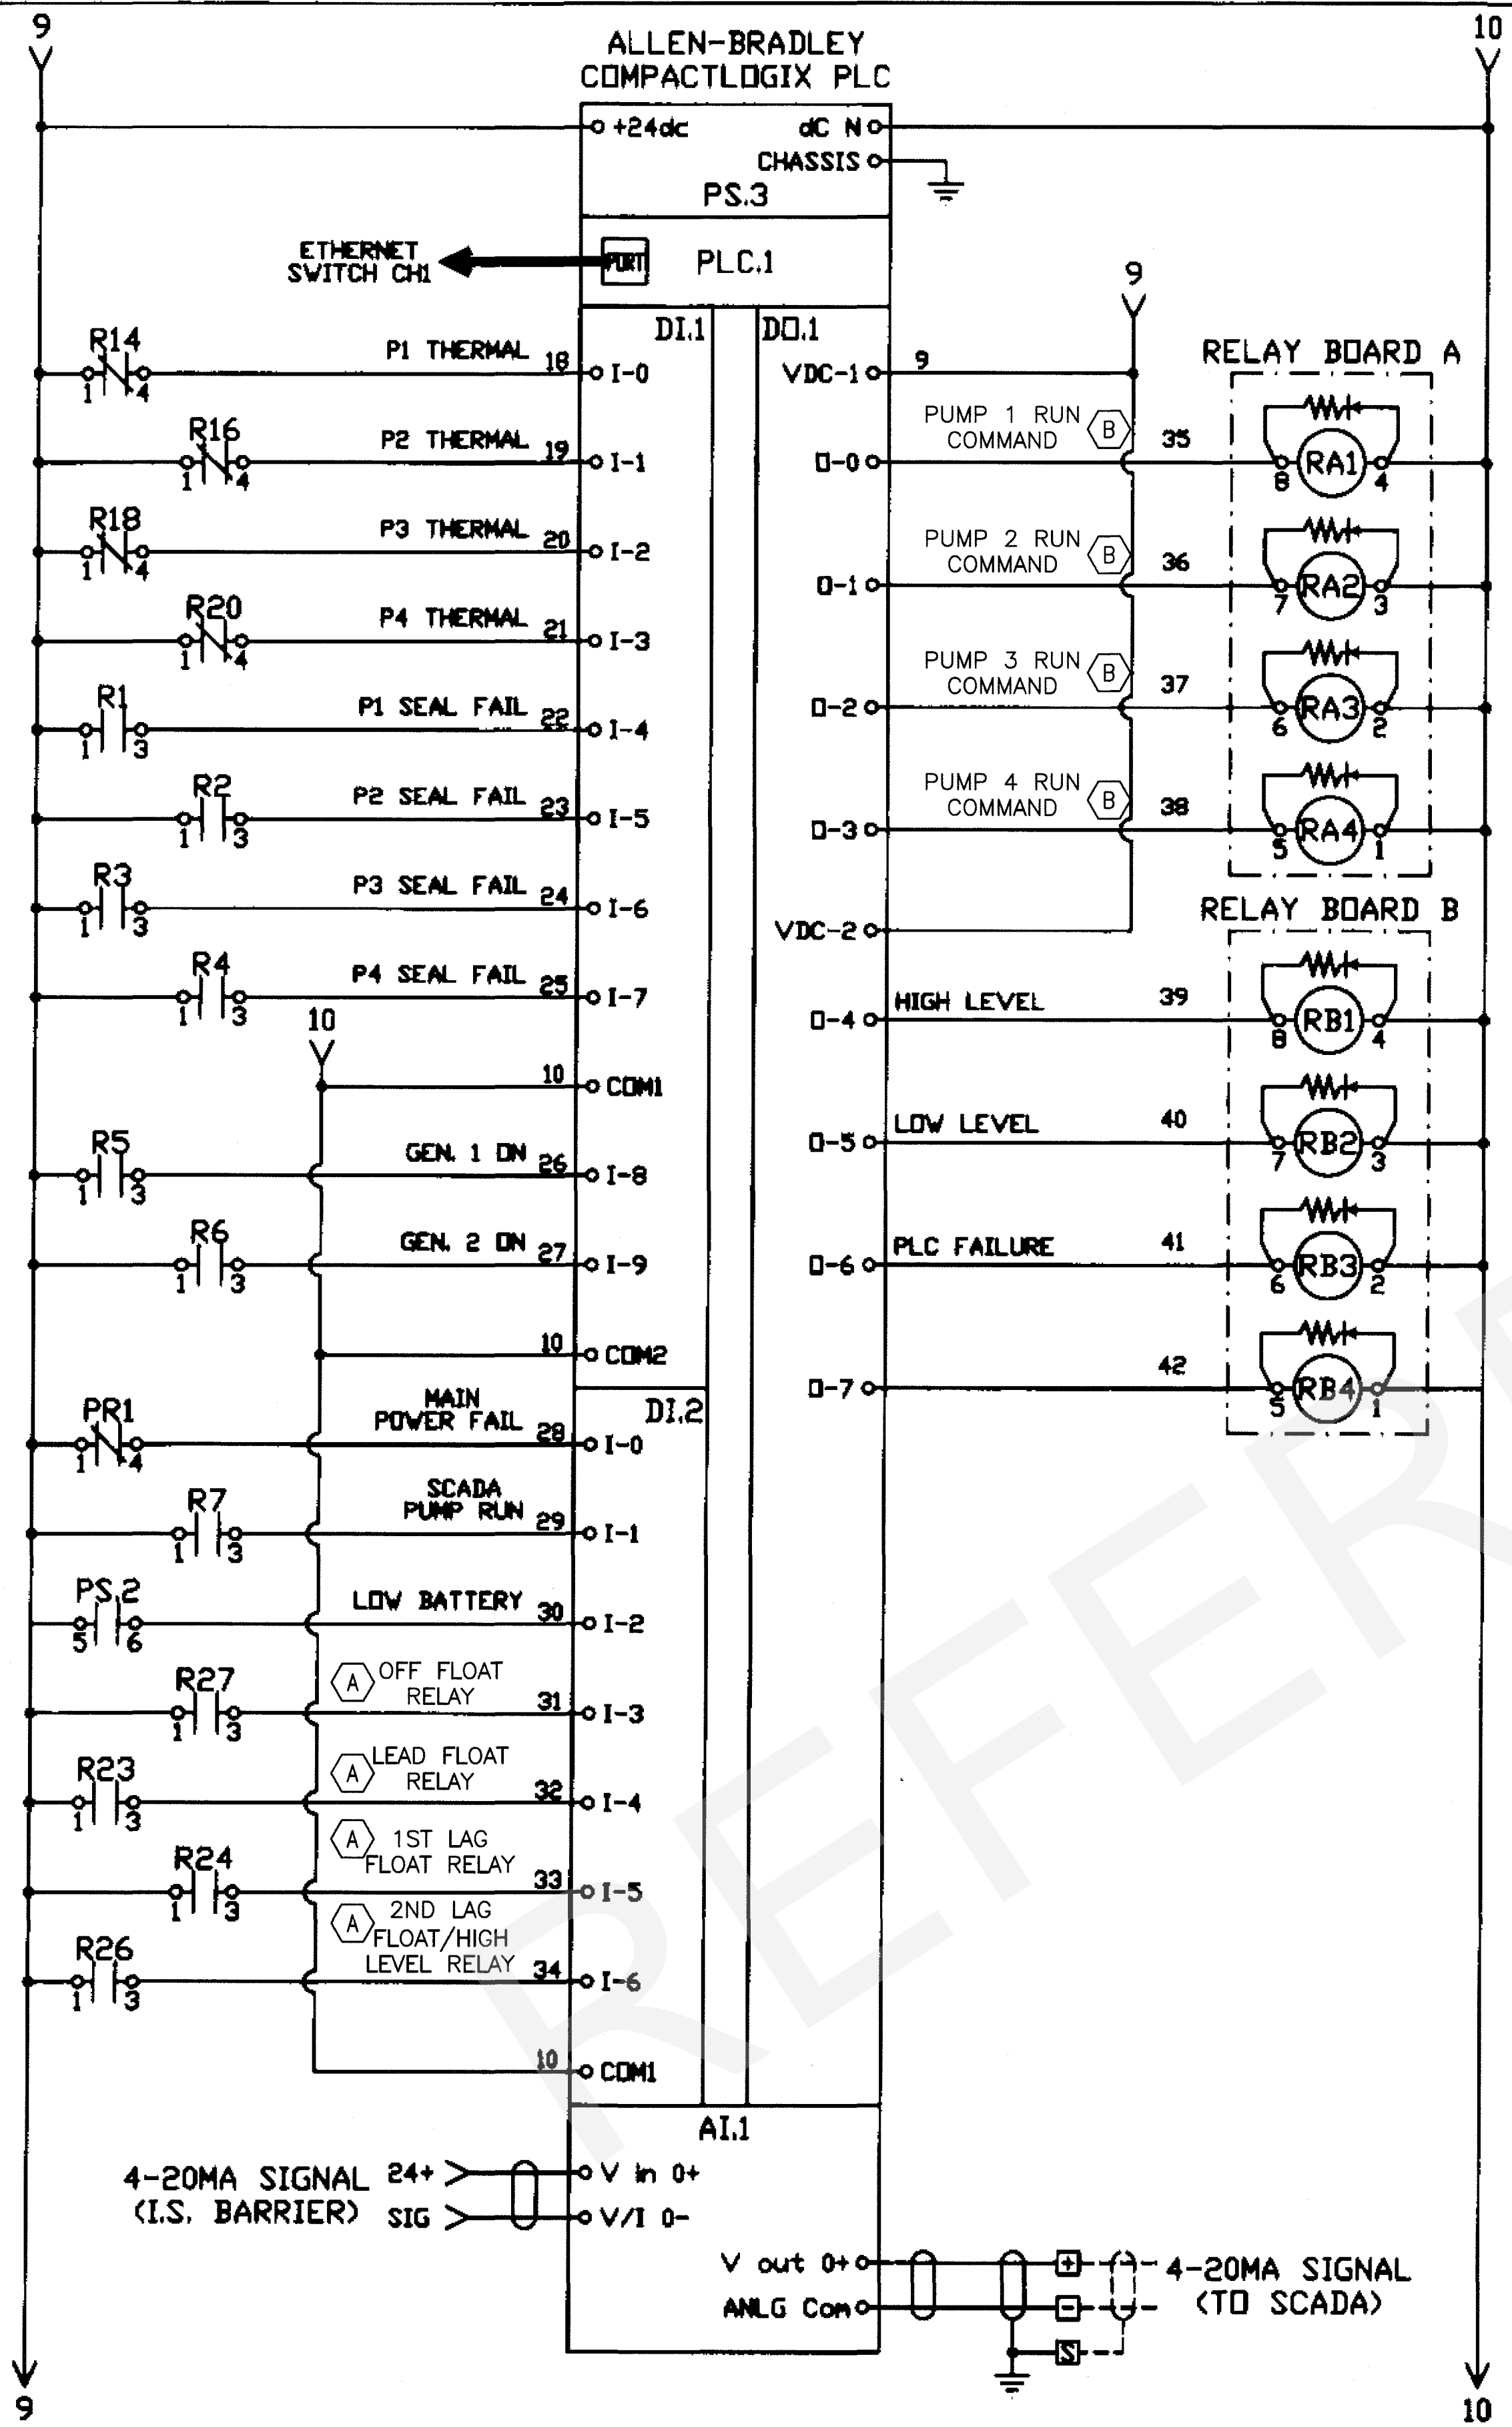 9
10
ALLEN-BRADLEY
COMPACTLOGIX PLC
+24dc
dC N
CHASSIS
PS.3
ETHERNET
SWITCH CH1
PORT
PLC.1
9
DI.1
DO.1
R14
1 4
P1 THERMAL
18
I-0
VDC-1
9
RELAY BOARD A
R16
1 4
P2 THERMAL
19
I-1
PUMP 1 RUN
COMMAND
B
35
O-0
8
RA1
4
R18
1 4
P3 THERMAL
20
I-2
PUMP 2 RUN
COMMAND
B
36
O-1
7
RA2
3
R20
1 4
P4 THERMAL
21
I-3
PUMP 3 RUN
COMMAND
B
37
O-2
6
RA3
2
R1
1 3
P1 SEAL FAIL
22
I-4
PUMP 4 RUN
COMMAND
B
38
O-3
5
RA4
1
R2
1 3
P2 SEAL FAIL
23
I-5
R3
1 3
P3 SEAL FAIL
24
I-6
VDC-2
RELAY BOARD B
R4
1 3
P4 SEAL FAIL
25
I-7
10
HIGH LEVEL
39
O-4
8
RB1
4
10
COM1
LOW LEVEL
40
O-5
7
RB2
3
R5
1 3
GEN. 1 ON
26
I-8
R6
1 3
GEN. 2 ON
27
I-9
PLC FAILURE
41
O-6
6
RB3
2
10
COM2
42
O-7
5
RB4
1
DI.2
PR1
1 4
MAIN
POWER FAIL
28
I-0
R7
1 3
SCADA
PUMP RUN
29
I-1
PS.2
5 6
LOW BATTERY
30
I-2
R27
1 3
A
OFF FLOAT
RELAY
31
I-3
R23
1 3
A
LEAD FLOAT
RELAY
32
I-4
R24
1 3
A
1ST LAG
FLOAT RELAY
33
I-5
R26
1 3
A
2ND LAG
FLOAT/HIGH
LEVEL RELAY
34
I-6
10
COM1
AI.1
4-20MA SIGNAL
(I.S. BARRIER)
24+
SIG
V in 0+
V/I 0-
V out 0+
ANLG Com
+
-
S
4-20MA SIGNAL
(TO SCADA)
9
10